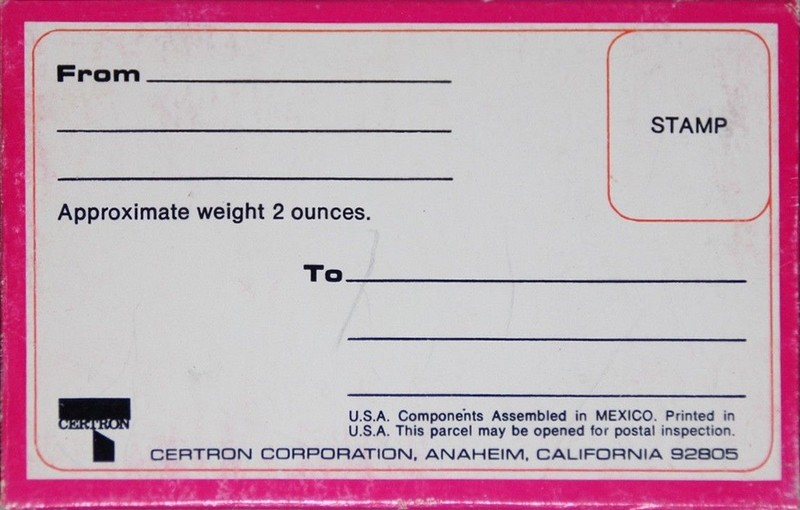 From
STAMP
Approximate weight 2 ounces.
To
U.S.A. Components Assembled in MEXICO. Printed in
U.S.A. This parcel may be opened for postal inspection.
CERTRON
CERTRON CORPORATION, ANAHEIM, CALIFORNIA 92805